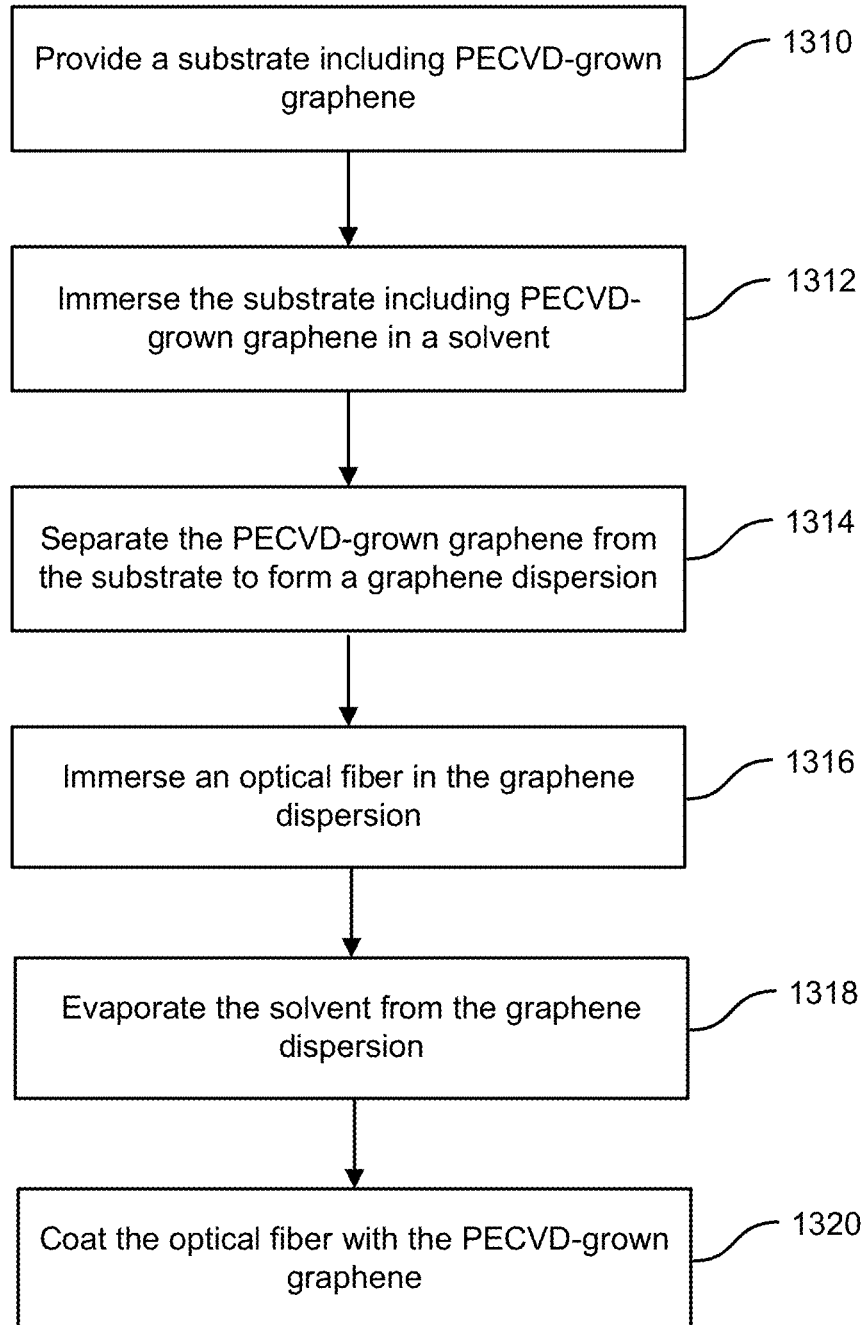 Provide a substrate including PECVD-grown
graphene
1310
Immerse the substrate including PECVD-
grown graphene in a solvent
1312
Separate the PECVD-grown graphene from
the substrate to form a graphene dispersion
1314
Immerse an optical fiber in the graphene
dispersion
1316
Evaporate the solvent from the graphene
dispersion
1318
Coat the optical fiber with the PECVD-grown
graphene
1320